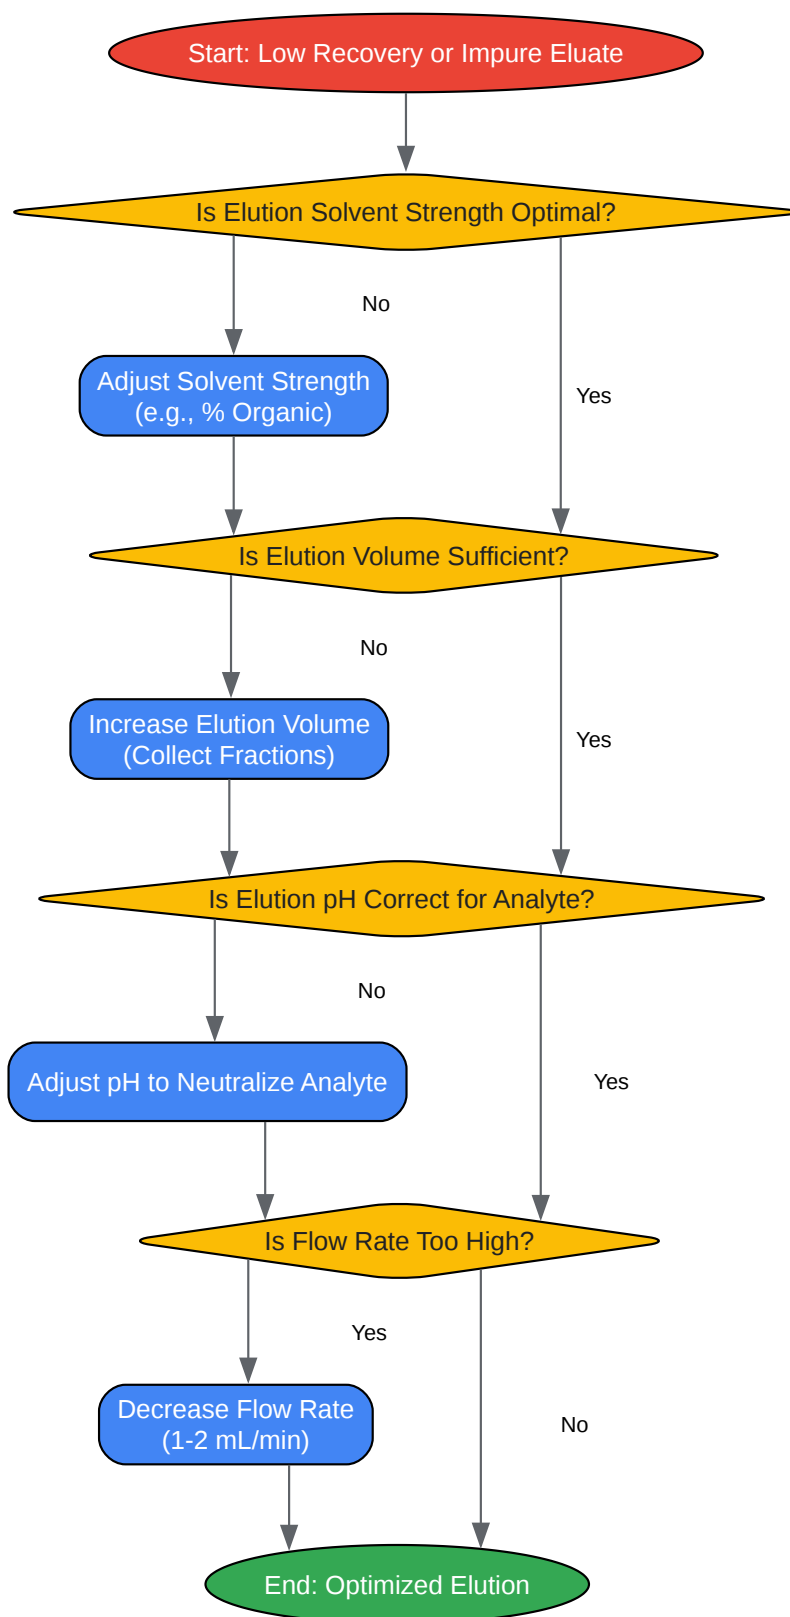 Start: Low Recovery or Impure Eluate
Is Elution Solvent Strength Optimal?
No
Adjust Solvent Strength
(e.g., % Organic)
Yes
Is Elution Volume Sufficient?
No
Increase Elution Volume
(Collect Fractions)
Yes
Is Elution pH Correct for Analyte?
No
Adjust pH to Neutralize Analyte
Yes
Is Flow Rate Too High?
Yes
Decrease Flow Rate
(1-2 mL/min)
No
End: Optimized Elution